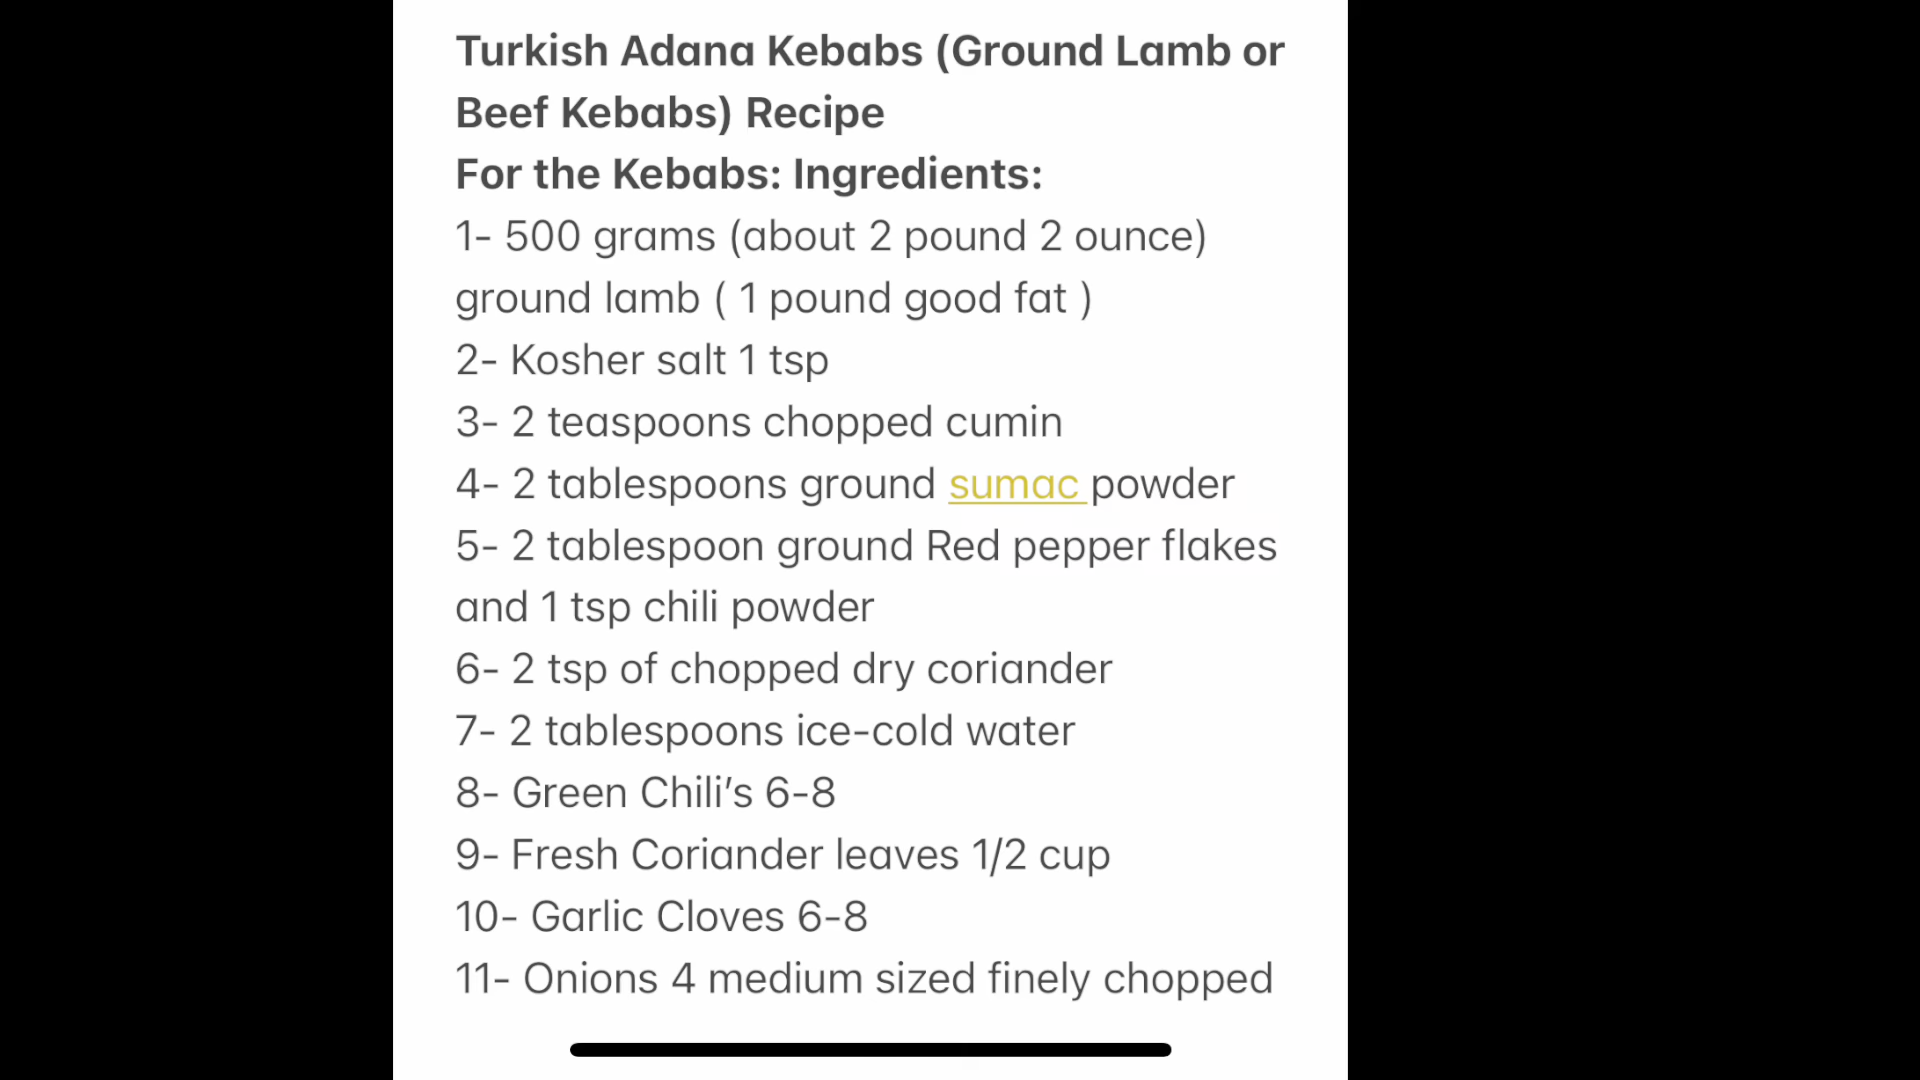 Turkish Adana Kebabs (Ground Lamb or
Beef Kebabs) Recipe
For the Kebabs: Ingredients:
1- 500 grams (about 2 pound 2 ounce)
ground lamb ( 1 pound good fat )
2- Kosher salt 1 tsp
3- 2 teaspoons chopped cumin
4- 2 tablespoons ground sumac powder
5- 2 tablespoon ground Red pepper flakes
and 1 tsp chili powder
6- 2 tsp of chopped dry coriander
7- 2 tablespoons ice-cold water
8- Green Chili’s 6-8
9- Fresh Coriander leaves 1/2 cup
10- Garlic Cloves 6-8
11- Onions 4 medium sized finely chopped